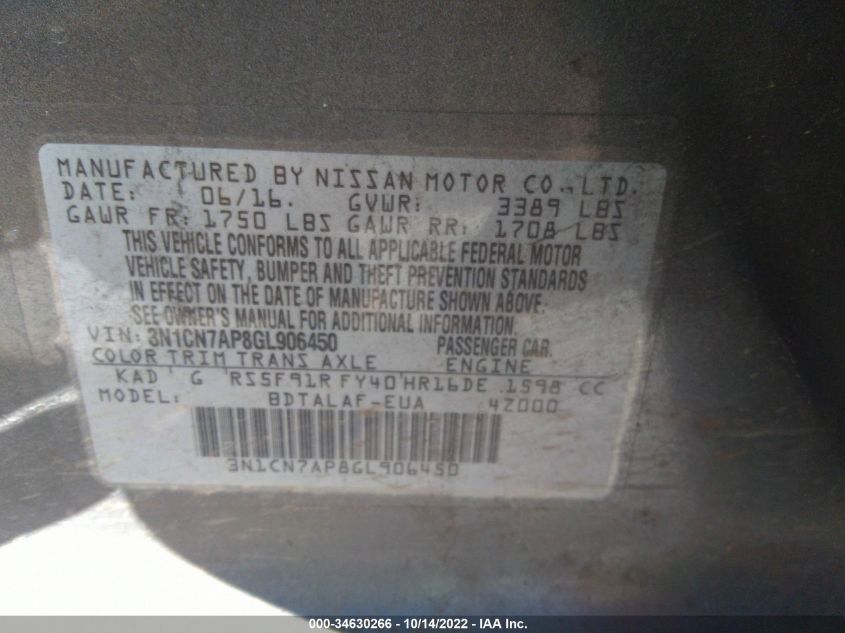 MANUFACTURED BY NISSAN MOTOR CO., LTD.
DATE: 06/16. GVWR: 3389 LBS
GAWR FR: 1750 LBS GAWR RR: 1708 LBS
THIS VEHICLE CONFORMS TO ALL APPLICABLE FEDERAL MOTOR
VEHICLE SAFETY, BUMPER AND THEFT PREVENTION STANDARDS
IN EFFECT ON THE DATE OF MANUFACTURE SHOWN ABOVE.
SEE OWNER'S MANUAL FOR ADDITIONAL INFORMATION.
VIN: 3N1CN7AP8GL906450 PASSENGER CAR.
COLOR TRIM TRANS AXLE ENGINE
KAD G RS5F91R FY40 HR16DE 1598 CC
MODEL: BDTALAF-EUA 4Z000
3N1CN7AP8GL906450
000-34630266 - 10/14/2022 - IAA Inc.